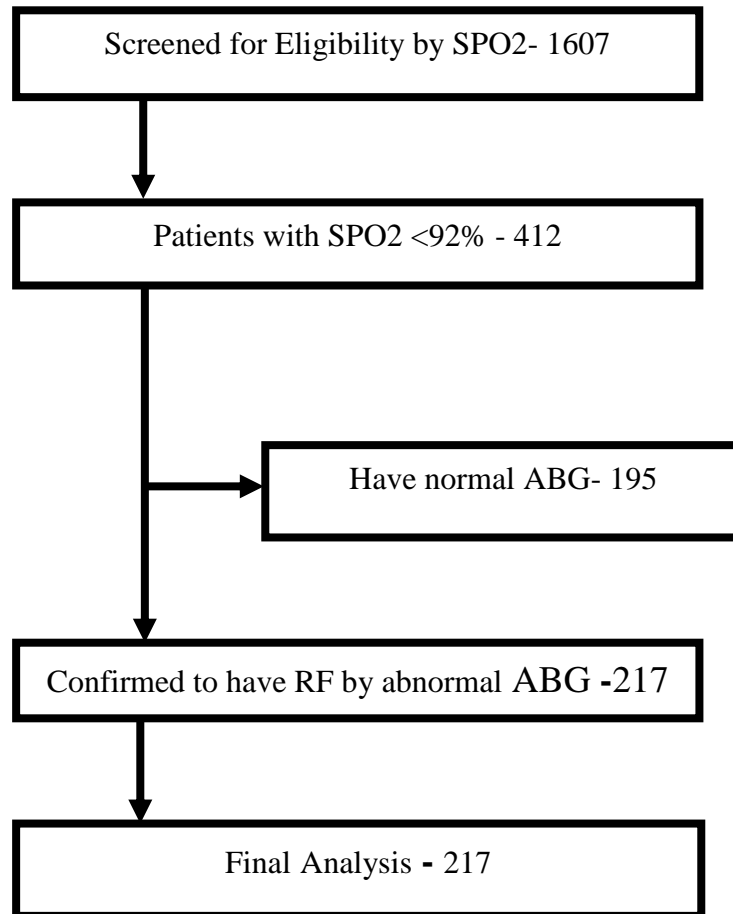 Screened for Eligibility by SPO2- 1607
Patients with SPO2 <92% - 412
Have normal ABG- 195
Confirmed to have RF by abnormal ABG -217
Final Analysis - 217